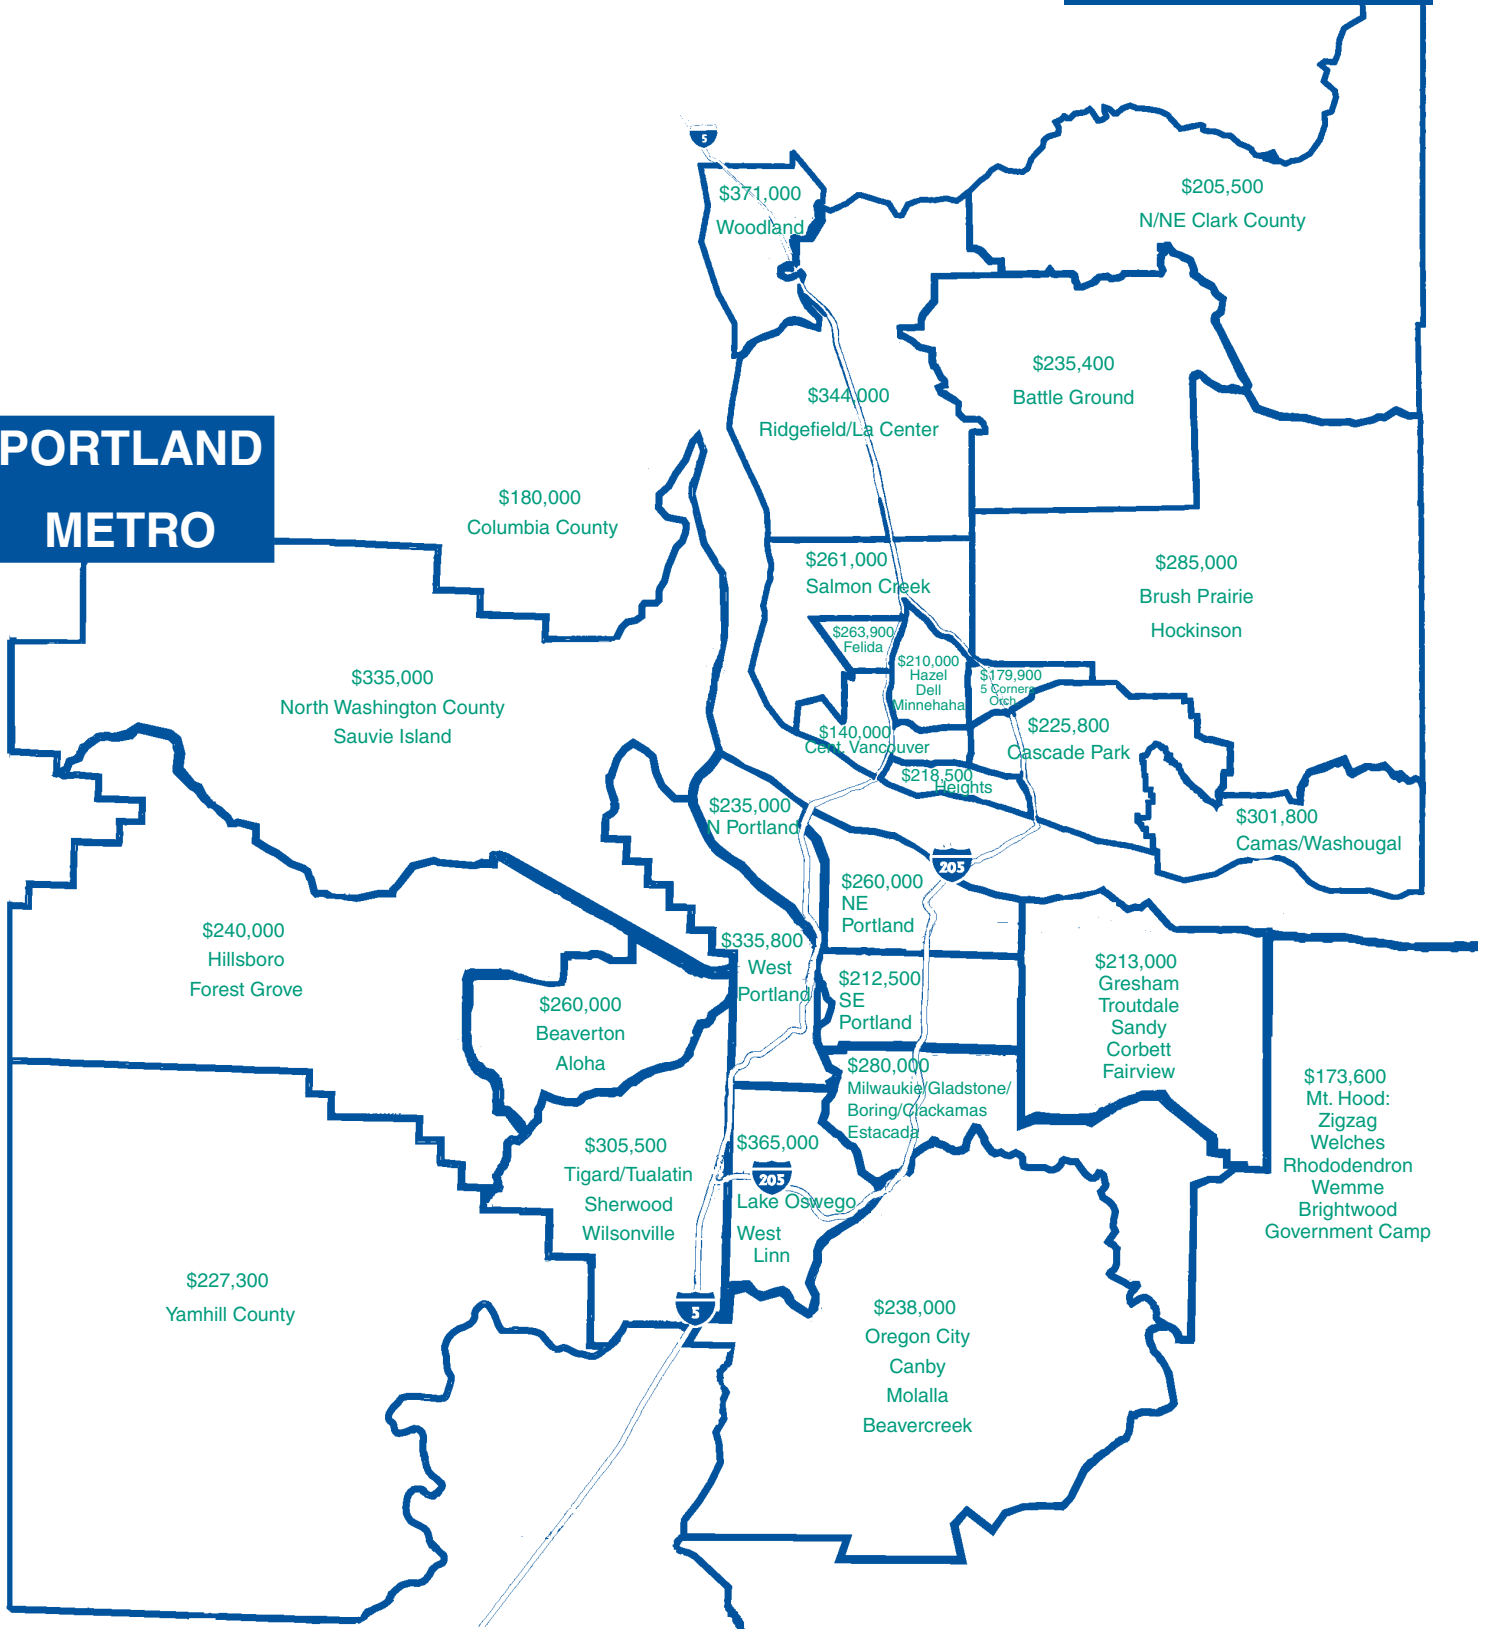 5
$371,000
Woodland
$205,500
N/NE Clark County
$235,400
Battle Ground
$344,000
Ridgefield/La Center
PORTLAND
METRO
$180,000
Columbia County
$261,000
Salmon Creek
$285,000
Brush Prairie
Hockinson
$263,900
Felida
$210,000
Hazel
Dell
Minnehaha
$179,900
5 Corners
Orch
$335,000
North Washington County
Sauvie Island
$140,000
Cent. Vancouver
$225,800
Cascade Park
$218,500
Heights
$235,000
N Portland
$301,800
Camas/Washougal
205
$260,000
NE
Portland
$240,000
Hillsboro
Forest Grove
$335,800
West
Portland
$212,500
SE
Portland
$213,000
Gresham
Troutdale
Sandy
Corbett
Fairview
$260,000
Beaverton
Aloha
$280,000
Milwaukie/Gladstone/
Boring/Clackamas
Estacada
$173,600
Mt. Hood:
Zigzag
Welches
Rhododendron
Wemme
Brightwood
Government Camp
$305,500
Tigard/Tualatin
Sherwood
Wilsonville
$365,000
205
Lake Oswego
West
Linn
$227,300
Yamhill County
5
$238,000
Oregon City
Canby
Molalla
Beavercreek